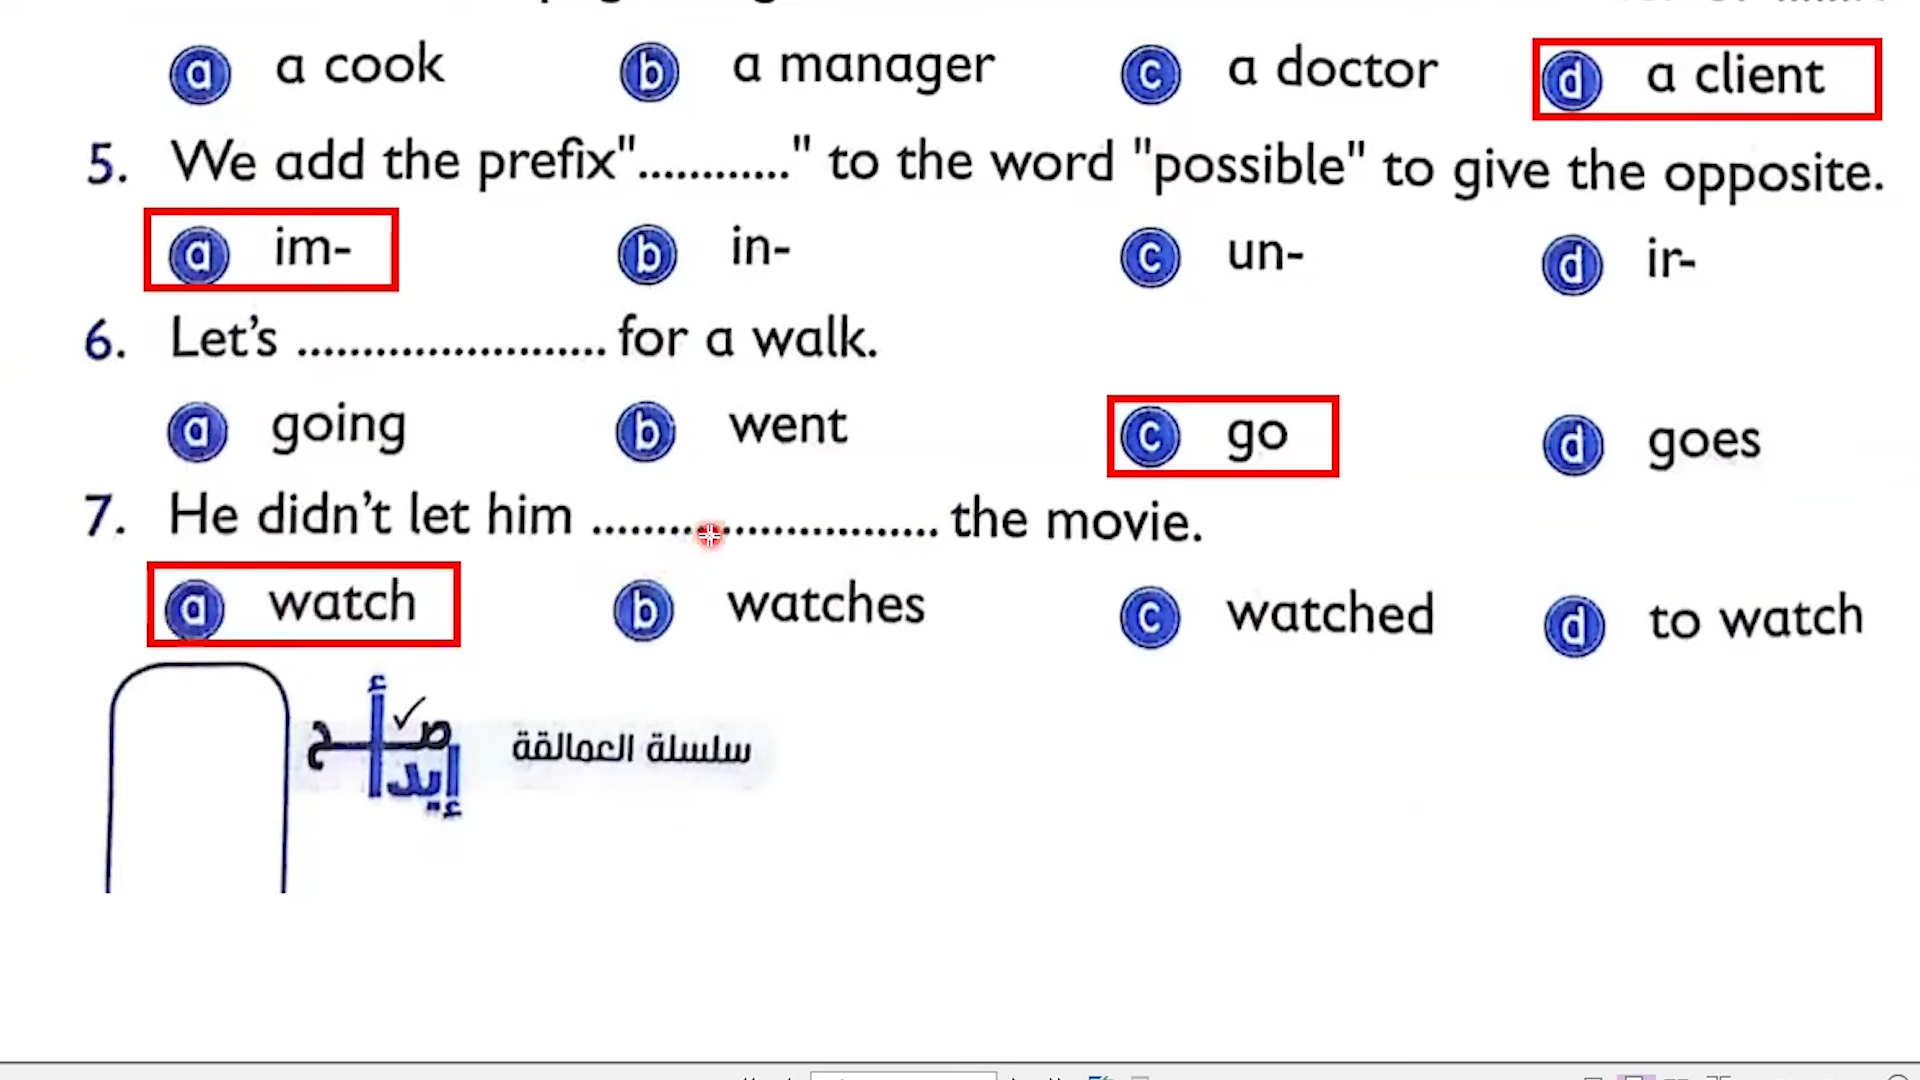 a a cook b a manager c a doctor d a client
5. We add the prefix"............" to the word "possible" to give the opposite.
a im- b in- c un- d ir-
6. Let's ........................ for a walk.
a going b went c go d goes
7. He didn't let him ........................... the movie.
a watch b watches c watched d to watch
إبدأ صح سلسلة العمالقة